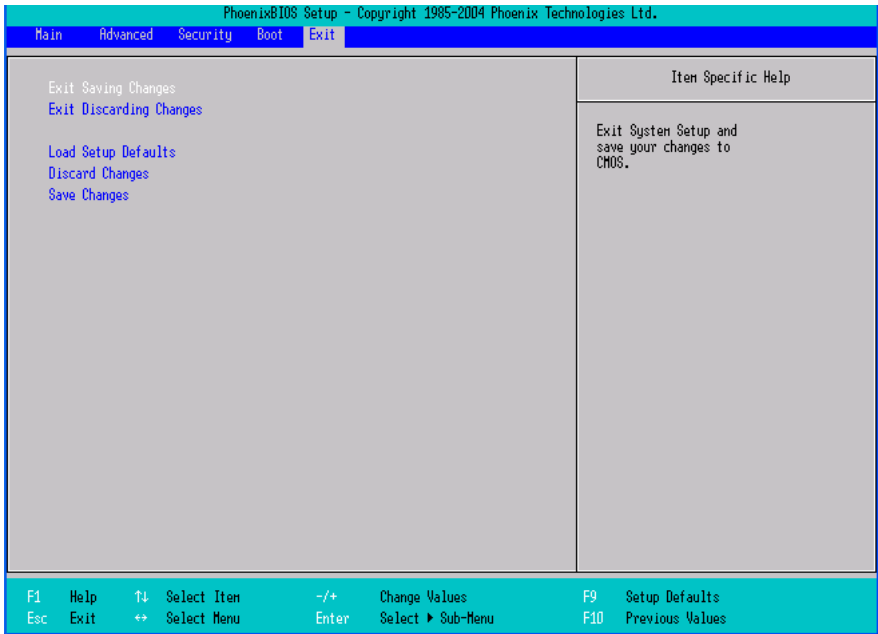 PhoenixBIOS Setup - Copyright 1985-2004 Phoenix Technologies Ltd.
Main Advanced Security Boot Exit
Item Specific Help
Exit Saving Changes
Exit Discarding Changes
Load Setup Defaults
Discard Changes
Save Changes
Exit System Setup and
save your changes to
CMOS.
F1 Help ↑↓ Select Item -/+ Change Values F9 Setup Defaults
Esc Exit ↔ Select Menu Enter Select ▶ Sub-Menu F10 Previous Values